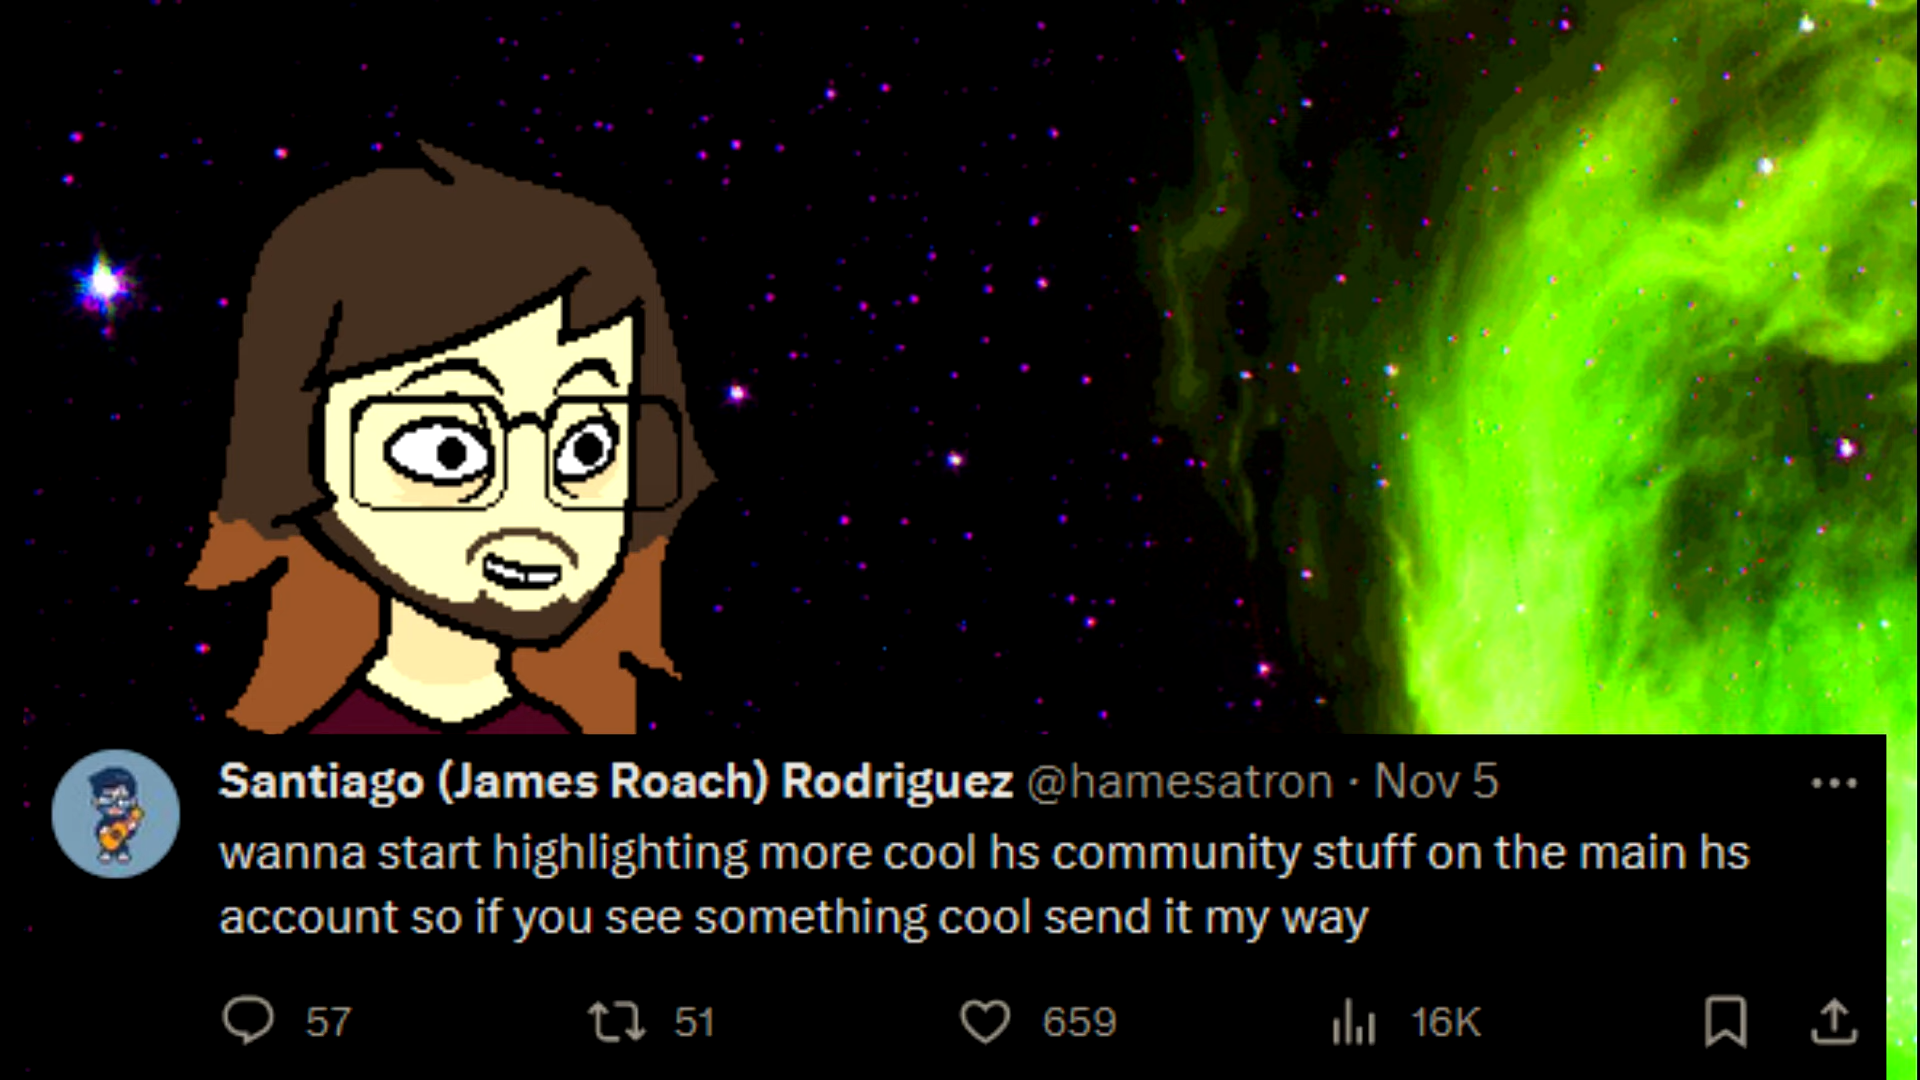 Santiago (James Roach) Rodriguez @hamesatron · Nov 5
wanna start highlighting more cool hs community stuff on the main hs
account so if you see something cool send it my way
57 51 659 16K